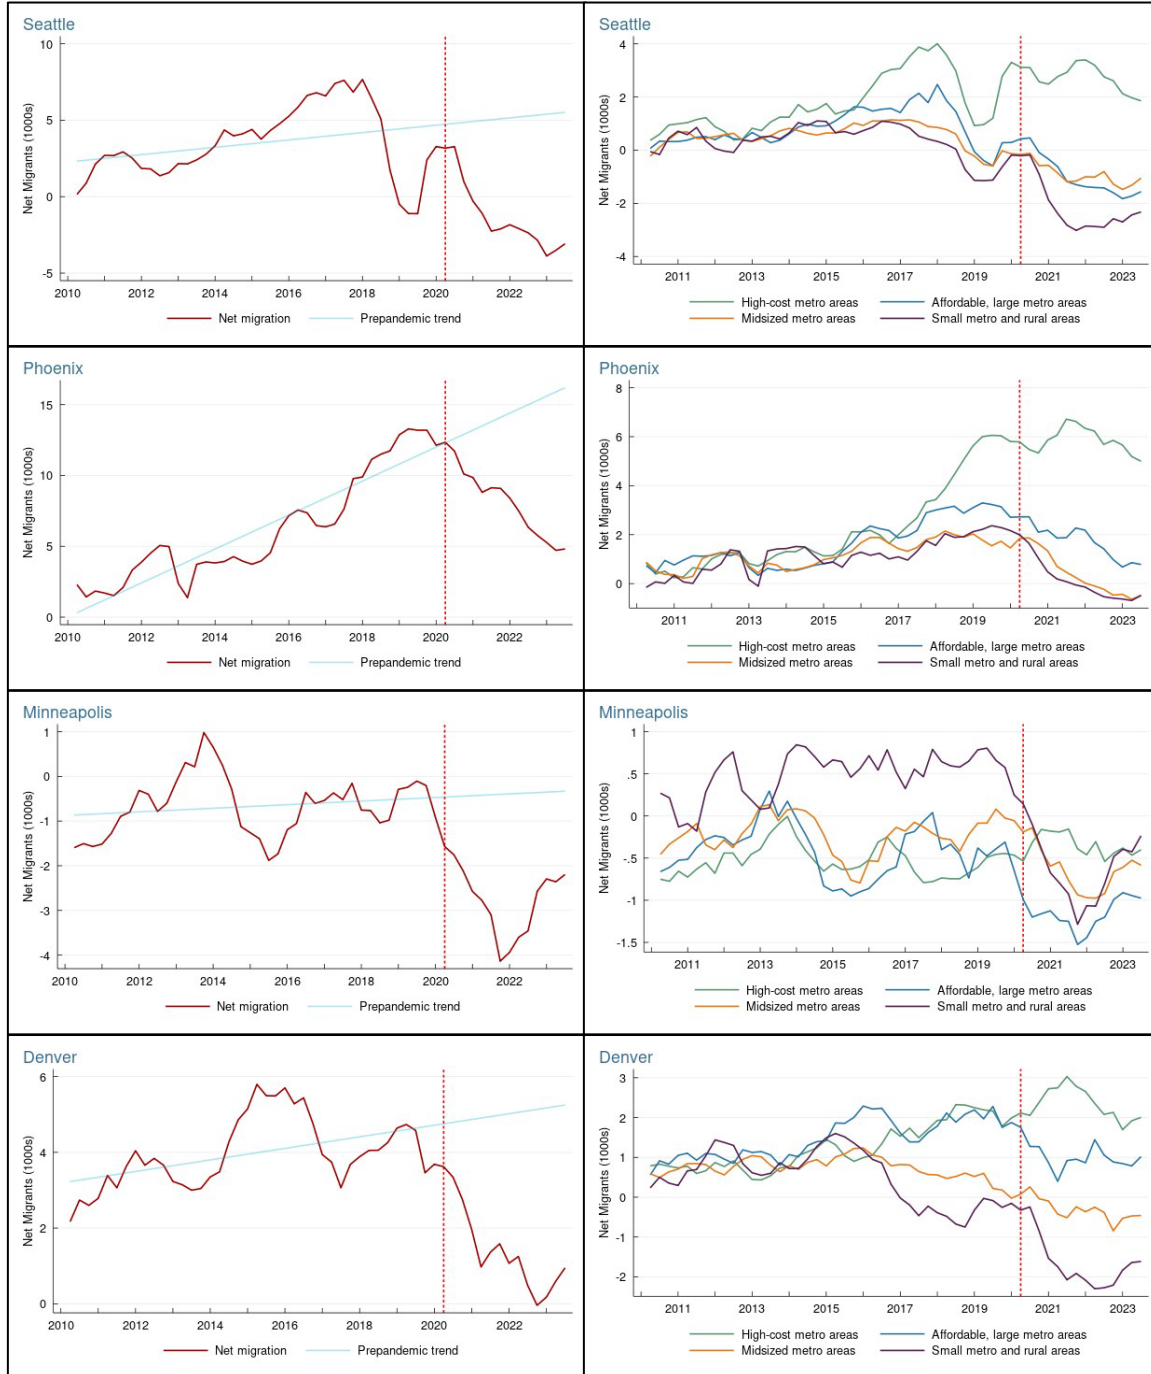 Seattle
Net Migrants (1000s)
10
5
0
-5
2010 2012 2014 2016 2018 2020 2022
Net migration Prepandemic trend
Seattle
Net Migrants (1000s)
4
2
0
-2
-4
2011 2013 2015 2017 2019 2021 2023
High-cost metro areas Affordable, large metro areas
Midsized metro areas Small metro and rural areas
Phoenix
Net Migrants (1000s)
15
10
5
0
2010 2012 2014 2016 2018 2020 2022
Net migration Prepandemic trend
Phoenix
Net Migrants (1000s)
8
6
4
2
0
2011 2013 2015 2017 2019 2021 2023
High-cost metro areas Affordable, large metro areas
Midsized metro areas Small metro and rural areas
Minneapolis
Net Migrants (1000s)
1
0
-1
-2
-3
-4
2010 2012 2014 2016 2018 2020 2022
Net migration Prepandemic trend
Minneapolis
Net Migrants (1000s)
1
.5
0
-.5
-1
-1.5
2011 2013 2015 2017 2019 2021 2023
High-cost metro areas Affordable, large metro areas
Midsized metro areas Small metro and rural areas
Denver
Net Migrants (1000s)
6
4
2
0
2010 2012 2014 2016 2018 2020 2022
Net migration Prepandemic trend
Denver
Net Migrants (1000s)
3
2
1
0
-1
-2
2011 2013 2015 2017 2019 2021 2023
High-cost metro areas Affordable, large metro areas
Midsized metro areas Small metro and rural areas